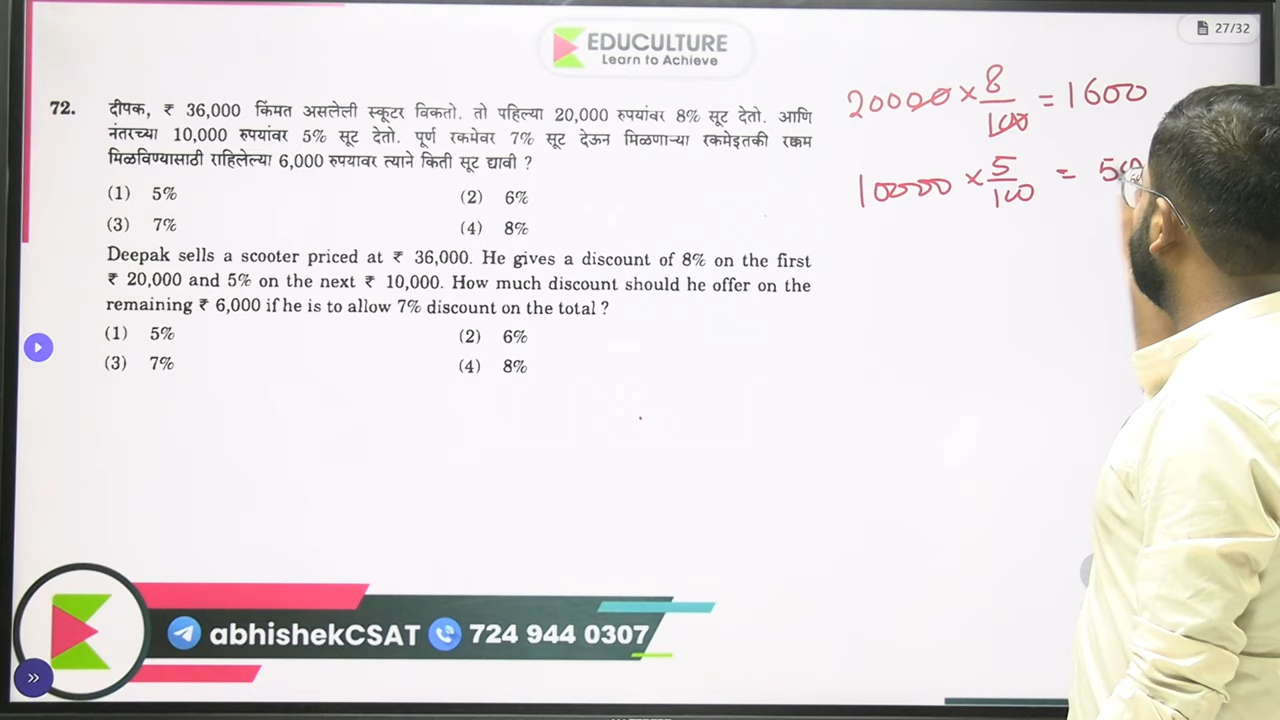 EDUCULTURE
Learn to Achieve
27/32
72. दीपक, ₹ 36,000 किंमत असलेली स्कूटर विकतो. तो पहिल्या 20,000 रुपयांवर 8% सूट देतो. आणि
नंतरच्या 10,000 रुपयांवर 5% सूट देतो. पूर्ण रकमेवर 7% सूट देऊन मिळणाऱ्या रकमेइतकी रक्कम
मिळविण्यासाठी राहिलेल्या 6,000 रुपयावर त्याने किती सूट द्यावी ?
(1) 5% (2) 6%
(3) 7% (4) 8%
Deepak sells a scooter priced at ₹ 36,000. He gives a discount of 8% on the first
₹ 20,000 and 5% on the next ₹ 10,000. How much discount should he offer on the
remaining ₹ 6,000 if he is to allow 7% discount on the total ?
(1) 5% (2) 6%
(3) 7% (4) 8%
20000 × 8/100 = 1600
10000 × 5/100 =
abhishekCSAT 724 944 0307